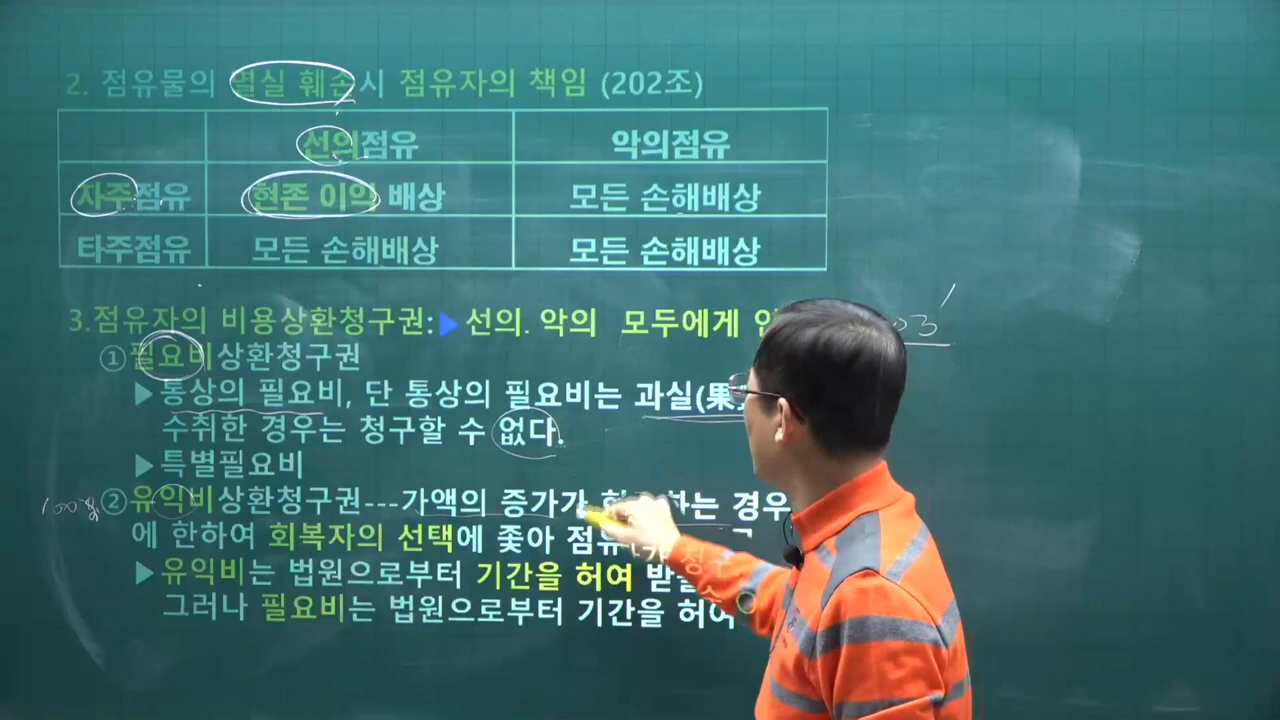 2. 점유물의 멸실 훼손시 점유자의 책임 (202조)
선의점유 악의점유
자주점유 현존 이익 배상 모든 손해배상
타주점유 모든 손해배상 모든 손해배상
3.점유자의 비용상환청구권:▶선의. 악의 모두에게 03
①필요비상환청구권
▶통상의 필요비, 단 통상의 필요비는 과실(果
수취한 경우는 청구할 수 없다.
▶특별필요비
②유익비상환청구권---가액의 증가가 하는 경우
에 한하여 회복자의 선택에 좇아
▶유익비는 법원으로부터 기간을 허여
그러나 필요비는 법원으로부터 기간을 허여